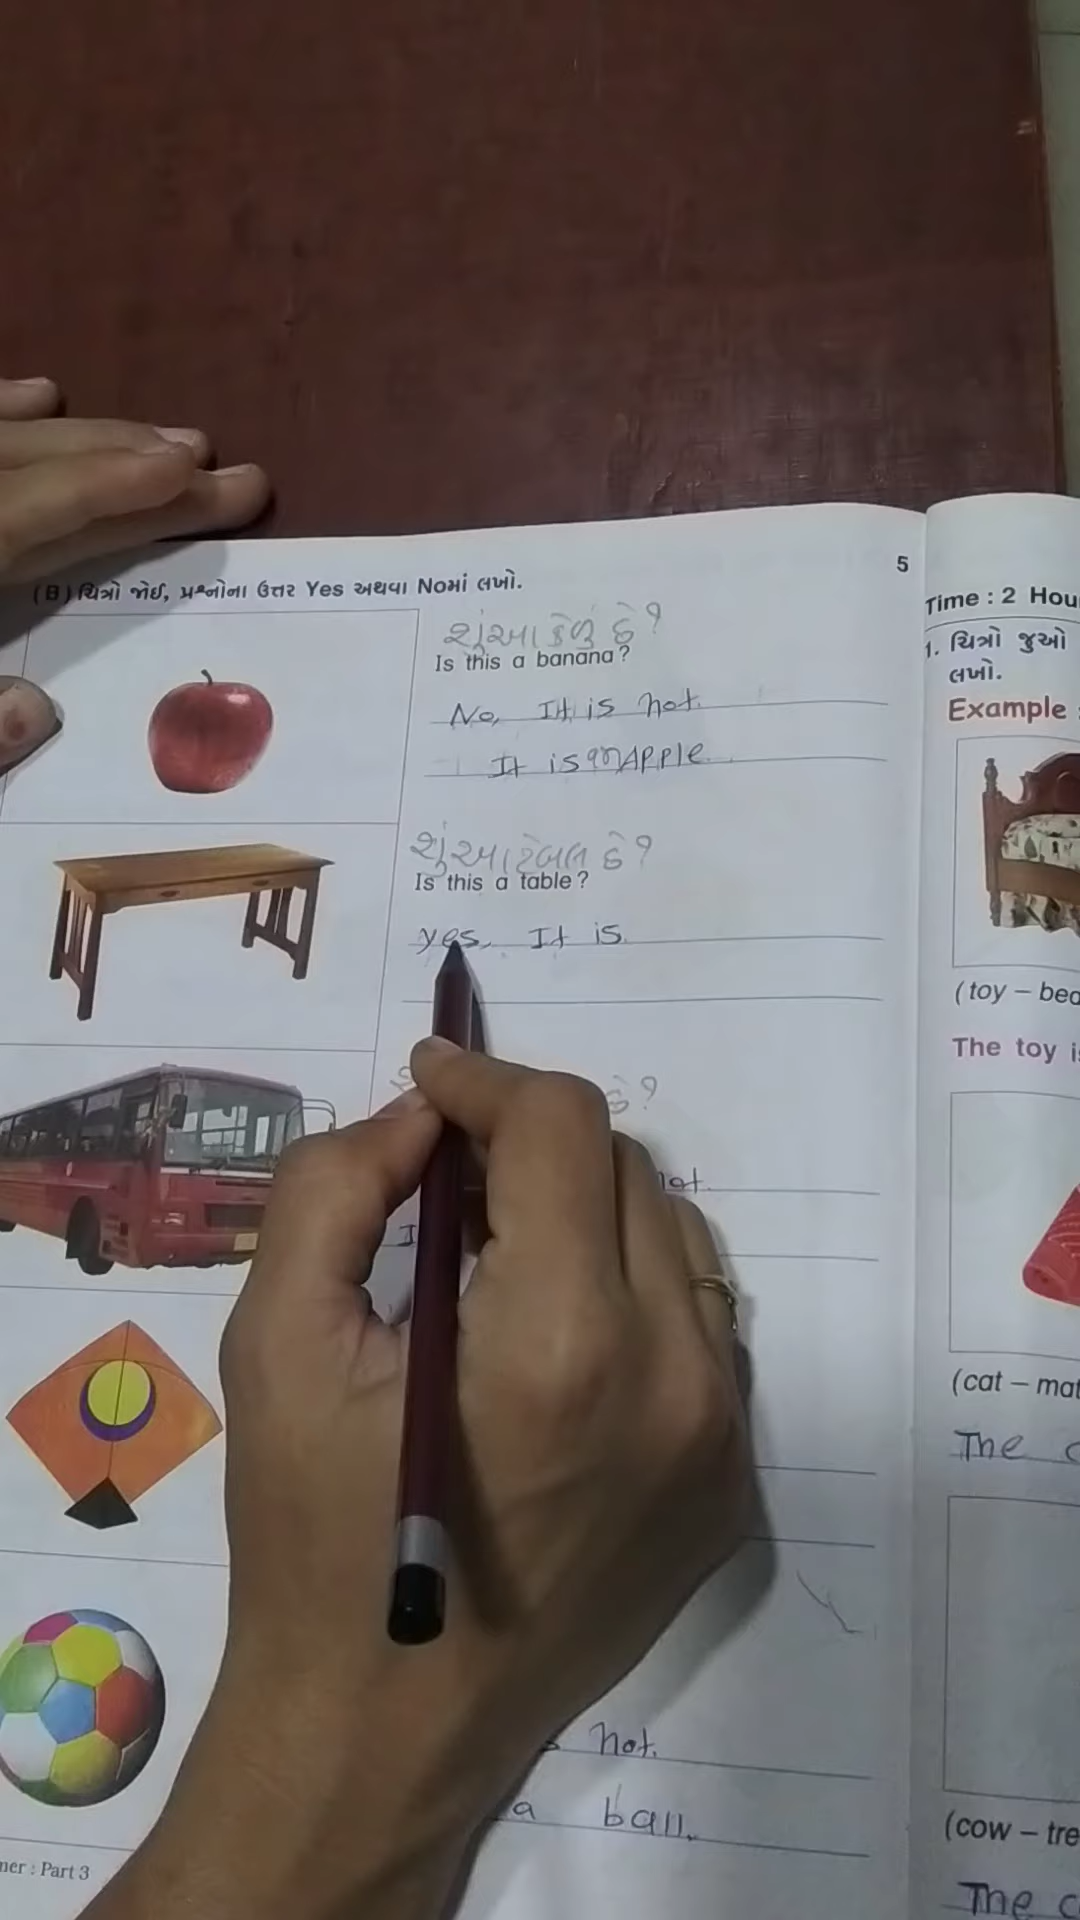 5
(B) ચિત્રો જોઈ, પ્રશ્નોના ઉત્તર Yes અથવા Noમાં લખો.
શું આ કેળું છે?
Is this a banana?
No, It is not.
It is an Apple.
શું આ ટેબલ છે?
Is this a table?
yes, It is.
છે?
not.
I
not.
a ball.
ner : Part 3
Time : 2 Hou
1. ચિત્રો જુઓ
લખો.
Example :
(toy – bed
The toy is
(cat – mat
The c
(cow – tre
The c